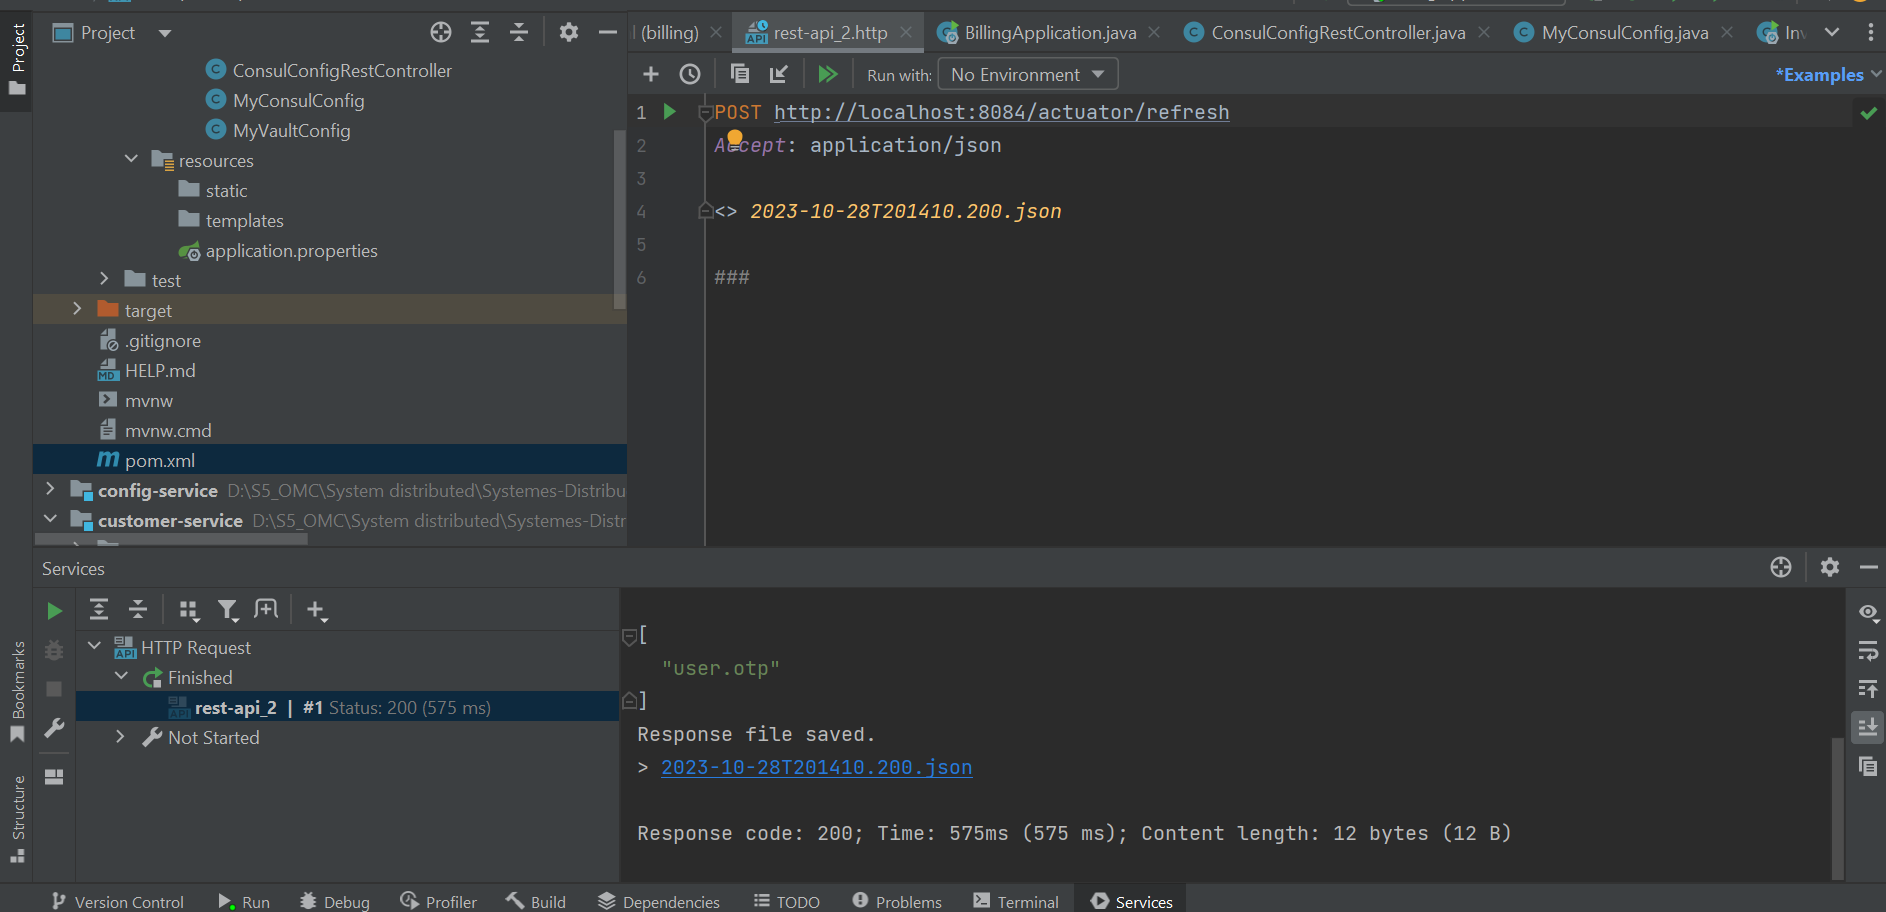 Project
(billing)
rest-api_2.http
BillingApplication.java
ConsulConfigRestController.java
MyConsulConfig.java
Project
ConsulConfigRestController
MyConsulConfig
MyVaultConfig
resources
static
templates
application.properties
test
target
.gitignore
HELP.md
mvnw
mvnw.cmd
pom.xml
config-service D:\S5_OMC\System distributed\Systemes-Distribu
customer-service D:\S5_OMC\System distributed\Systemes-Distr
Run with: No Environment
*Examples
1 POST http://localhost:8084/actuator/refresh
2 Accept: application/json
3
4 <> 2023-10-28T201410.200.json
5
6 ###
Services
HTTP Request
Finished
rest-api_2 | #1 Status: 200 (575 ms)
Not Started
[
"user.otp"
]
Response file saved.
> 2023-10-28T201410.200.json
Response code: 200; Time: 575ms (575 ms); Content length: 12 bytes (12 B)
Bookmarks
Structure
Version Control
Run
Debug
Profiler
Build
Dependencies
TODO
Problems
Terminal
Services